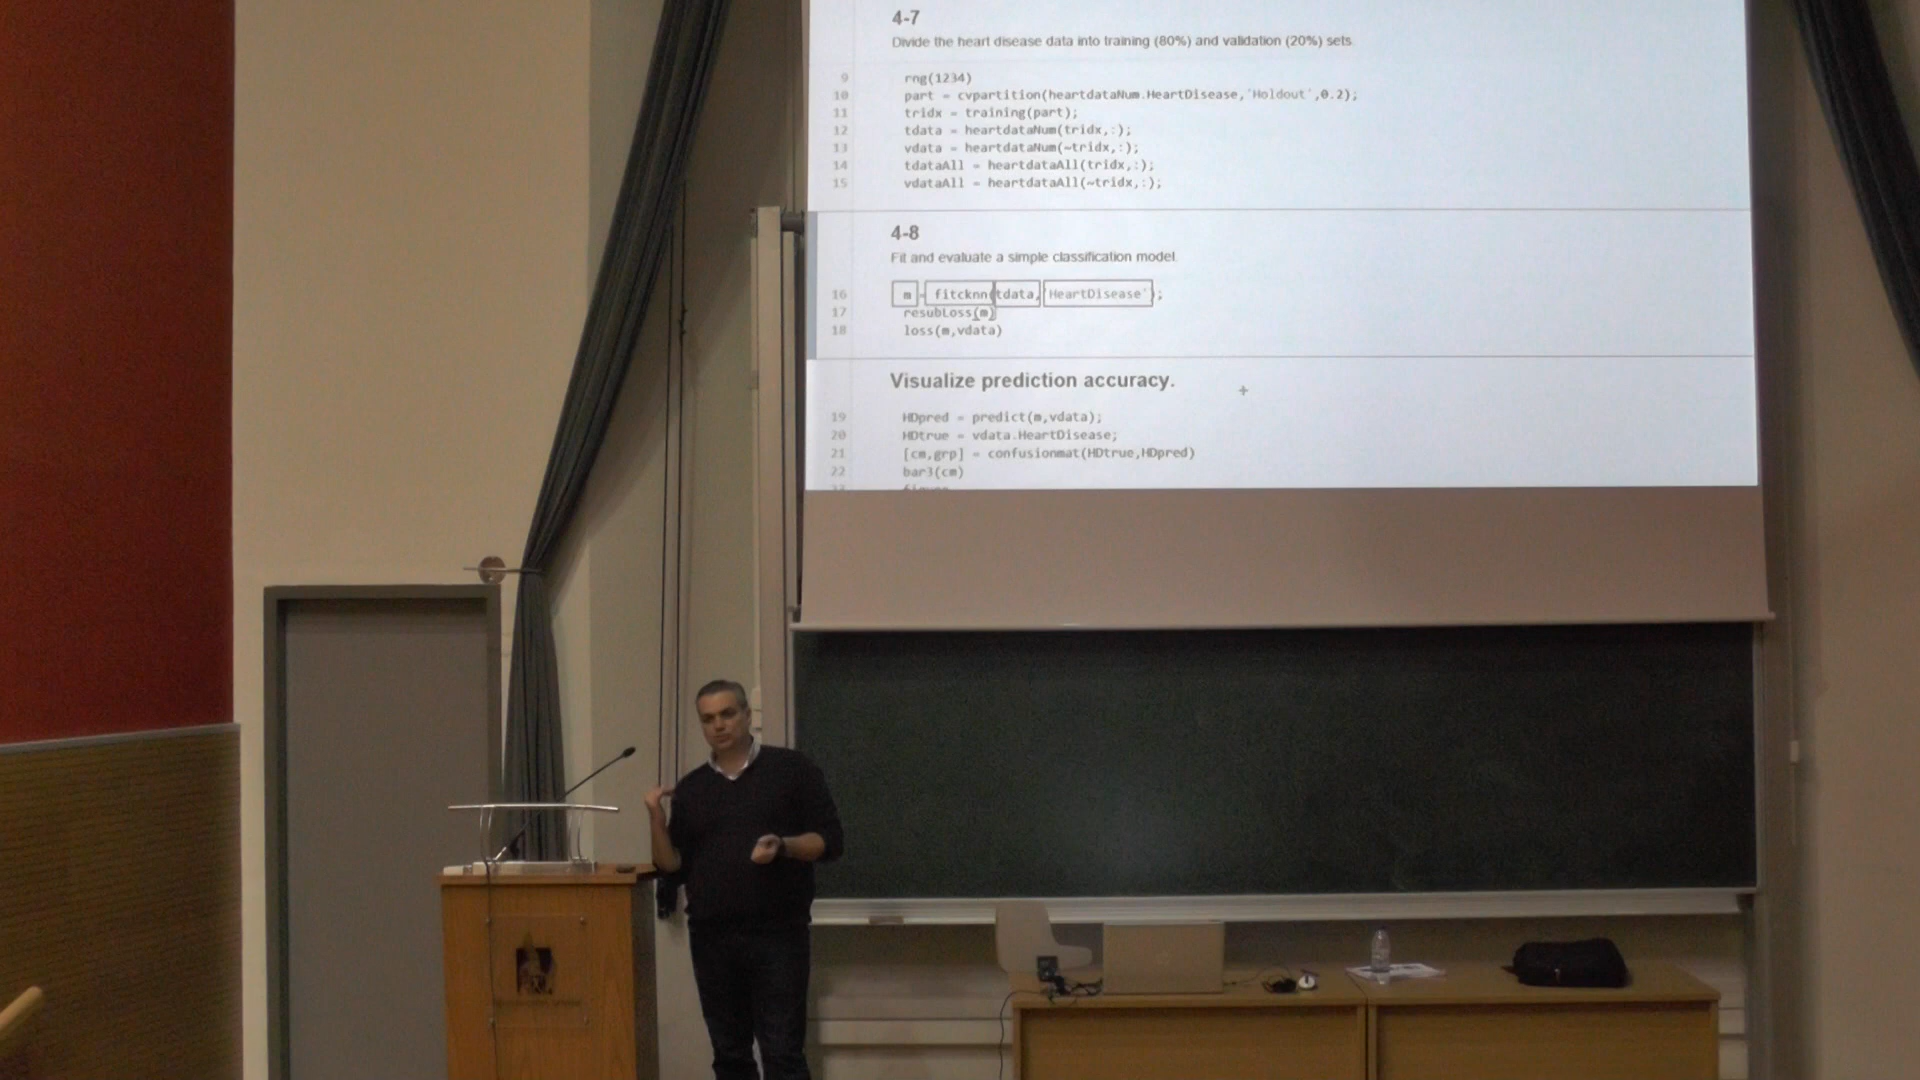 4-7
Divide the heart disease data into training (80%) and validation (20%) sets.
9 rng(1234)
10 part = cvpartition(heartdataNum.HeartDisease,'Holdout',0.2);
11 tridx = training(part);
12 tdata = heartdataNum(tridx,:);
13 vdata = heartdataNum(~tridx,:);
14 tdataAll = heartdataAll(tridx,:);
15 vdataAll = heartdataAll(~tridx,:);
4-8
Fit and evaluate a simple classification model.
16 m = fitcknn(tdata,'HeartDisease');
17 resubLoss(m)
18 loss(m,vdata)
Visualize prediction accuracy.
19 HDpred = predict(m,vdata);
20 HDtrue = vdata.HeartDisease;
21 [cm,grp] = confusionmat(HDtrue,HDpred)
22 bar3(cm)